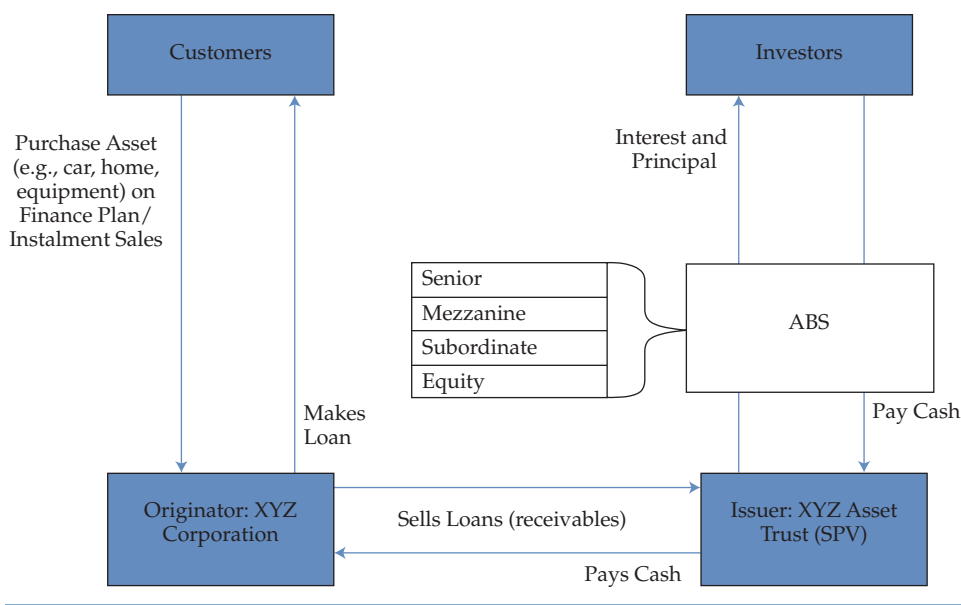 Customers
Investors
Purchase Asset
(e.g., car, home,
equipment) on
Finance Plan/
Instalment Sales
Interest and
Principal
Senior
Mezzanine
Subordinate
Equity
ABS
Makes
Loan
Pay Cash
Originator: XYZ
Corporation
Sells Loans (receivables)
Issuer: XYZ Asset
Trust (SPV)
Pays Cash